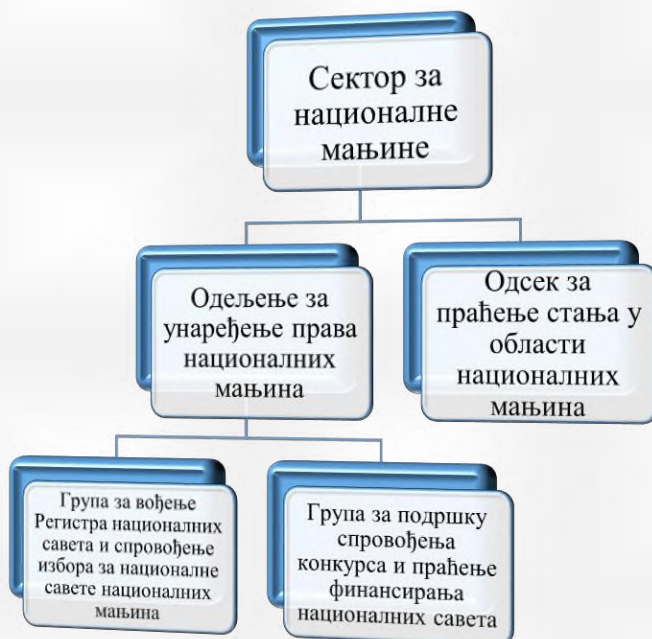 Сектор за
националне
мањине
Одељење за
унаређење права
националних
мањина
Одсек за
праћење стања у
области
националних
мањина
Група за вођење
Регистра националних
савета и спровођење
избора за националне
савете националних
мањина
Група за подршку
спровођења
конкурса и праћење
финансирања
националних савета